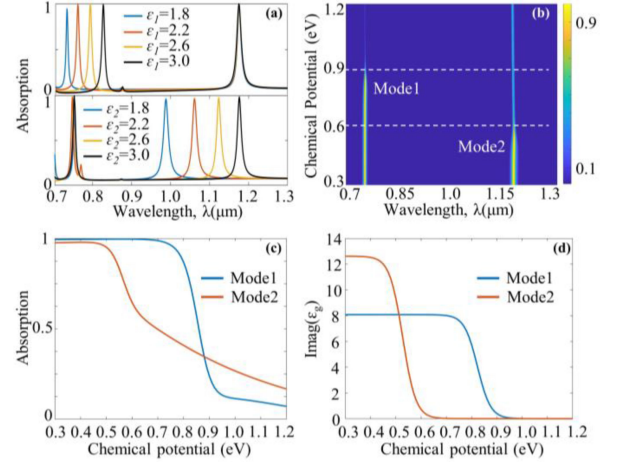 (a)
ε1=1.8
ε1=2.2
ε1=2.6
ε1=3.0
Absorption
1
0
1
ε2=1.8
ε2=2.2
ε2=2.6
ε2=3.0
Absorption
0
0.7 0.8 0.9 1.0 1.1 1.2 1.3
Wavelength, λ(μm)
(b)
Chemical Potential (eV)
1.2
0.9
0.6
0.3
Mode1
Mode2
0.7 0.85 1.0 1.15 1.3
Wavelength, λ(μm)
0.9
0.1
(c)
Absorption
1
0.5
0
Mode1
Mode2
0.3 0.4 0.5 0.6 0.7 0.8 0.9 1.0 1.1 1.2
Chemical potential (eV)
(d)
Imag(εg)
14
12
10
8
6
4
2
0
Mode1
Mode2
0.3 0.4 0.5 0.6 0.7 0.8 0.9 1.0 1.1 1.2
Chemical potential (eV)